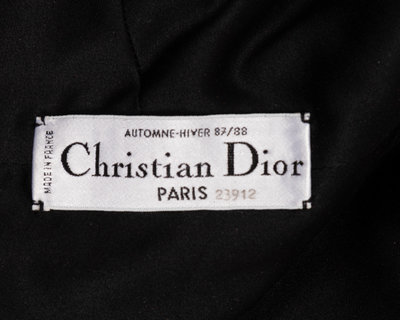 AUTOMNE-HIVER 87/88
MADE IN FRANCE
Christian Dior
PARIS 23912